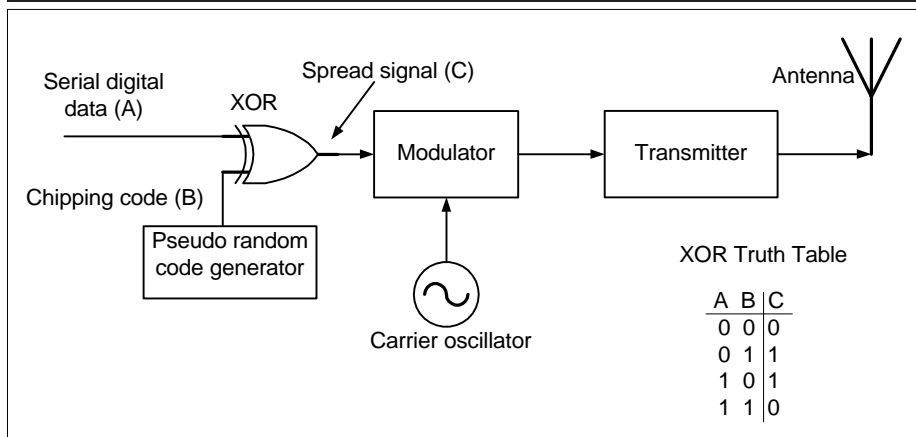 Spread signal (C)
Antenna
Serial digital
data (A)
XOR
Modulator
Transmitter
Chipping code (B)
Pseudo random
code generator
Carrier oscillator
XOR Truth Table
A B C
0 0 0
0 1 1
1 0 1
1 1 0